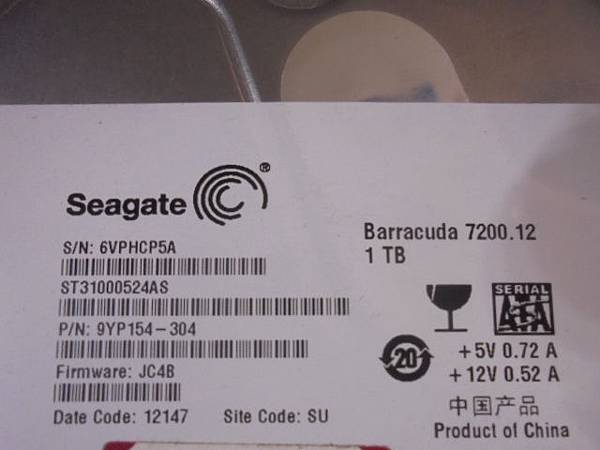 Seagate®
S/N: 6VPHCP5A
ST31000524AS
P/N: 9YP154-304
Firmware: JC4B
Date Code: 12147 Site Code: SU
Barracuda 7200.12
1 TB
SERIAL
ATA
20
+5V 0.72 A
+12V 0.52 A
中国产品
Product of China